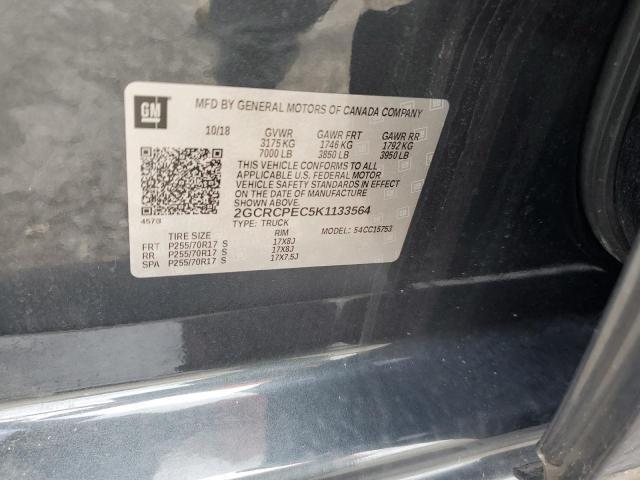 GM
MFD BY GENERAL MOTORS OF CANADA COMPANY
10/18 GVWR GAWR FRT GAWR RR
3175 KG 1746 KG 1792 KG
7000 LB 3850 LB 3950 LB
THIS VEHICLE CONFORMS TO ALL
APPLICABLE U.S. FEDERAL MOTOR
VEHICLE SAFETY STANDARDS IN EFFECT
ON THE DATE OF MANUFACTURE
SHOWN ABOVE.
2GCRCPEC5K1133564
TYPE: TRUCK MODEL: 54CC15753
TIRE SIZE RIM
FRT P255/70R17 S 17X8J
RR P255/70R17 S 17X8J
SPA P255/70R17 S 17X7.5J